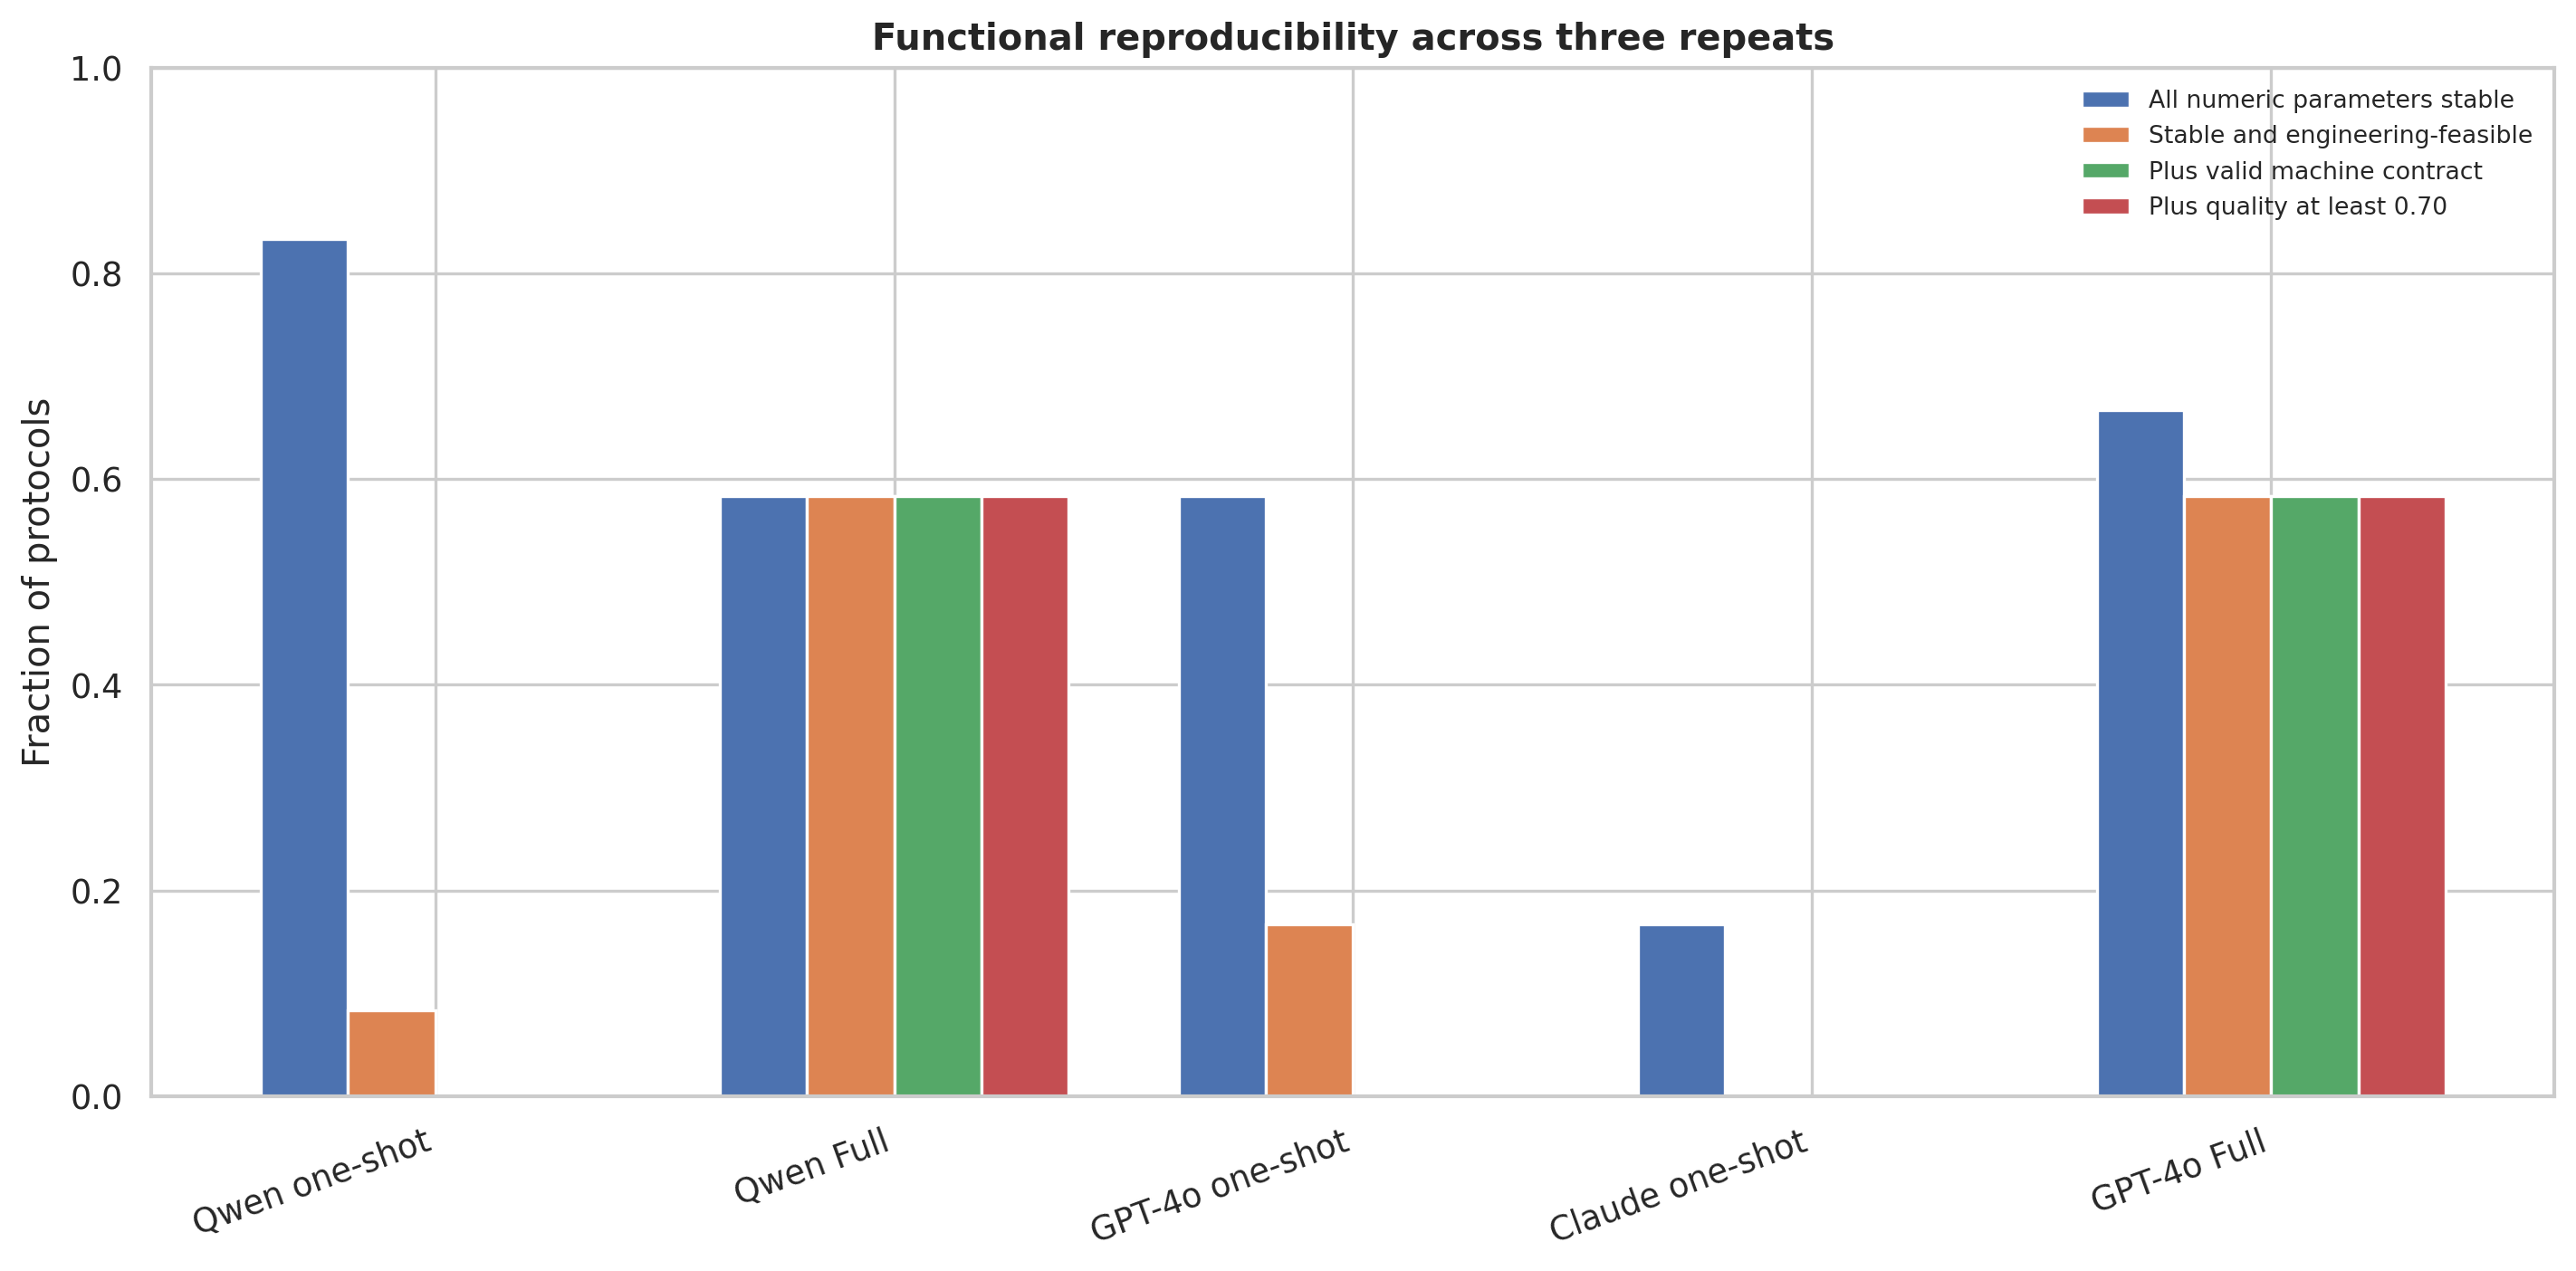 Functional reproducibility across three repeats
1.0
0.8
0.6
0.4
0.2
0.0
Fraction of protocols
All numeric parameters stable
Stable and engineering-feasible
Plus valid machine contract
Plus quality at least 0.70
Qwen one-shot
Qwen Full
GPT-4o one-shot
Claude one-shot
GPT-4o Full